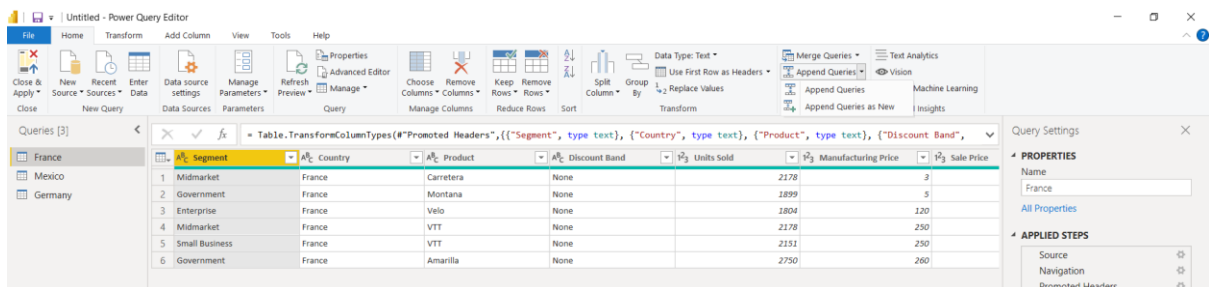 Untitled - Power Query Editor
File Home Transform Add Column View Tools Help
Close & Apply
New Source
Recent Sources
Enter Data
Data source settings
Manage Parameters
Refresh Preview
Properties
Advanced Editor
Manage
Choose Columns
Remove Columns
Keep Rows
Remove Rows
Split Column
Group By
Data Type: Text
Use First Row as Headers
Replace Values
Merge Queries
Append Queries
Append Queries
Append Queries as New
Text Analytics
Vision
Machine Learning
Close New Query Data Sources Parameters Query Manage Columns Reduce Rows Sort Transform Insights
Queries [3]
France
Mexico
Germany
fx = Table.TransformColumnTypes(#"Promoted Headers",{{"Segment", type text}, {"Country", type text}, {"Product", type text}, {"Discount Band",
ABC Segment ABC Country ABC Product ABC Discount Band 123 Units Sold 123 Manufacturing Price 123 Sale Price
1 Midmarket France Carretera None 2178 3
2 Government France Montana None 1899 5
3 Enterprise France Velo None 1804 120
4 Midmarket France VTT None 2178 250
5 Small Business France VTT None 2151 250
6 Government France Amarilla None 2750 260
Query Settings
PROPERTIES
Name
France
All Properties
APPLIED STEPS
Source
Navigation
Promoted Headers